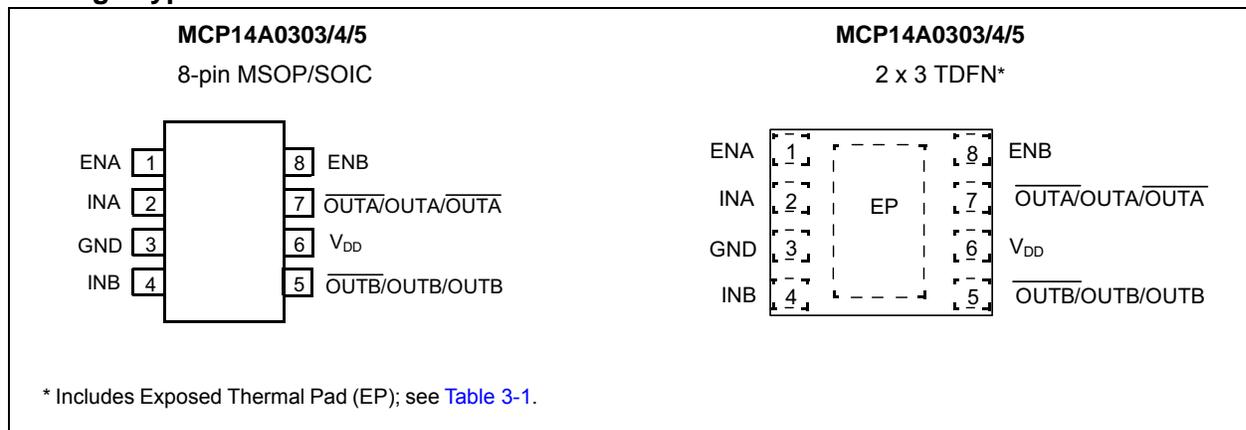 MCP14A0303/4/5
8-pin MSOP/SOIC
ENA 1
8 ENB
INA 2
7 OUTA/OUTA/OUTA
GND 3
6 VDD
INB 4
5 OUTB/OUTB/OUTB
MCP14A0303/4/5
2 x 3 TDFN*
ENA 1
8 ENB
INA 2
EP
7 OUTA/OUTA/OUTA
GND 3
6 VDD
INB 4
5 OUTB/OUTB/OUTB
* Includes Exposed Thermal Pad (EP); see Table 3-1.